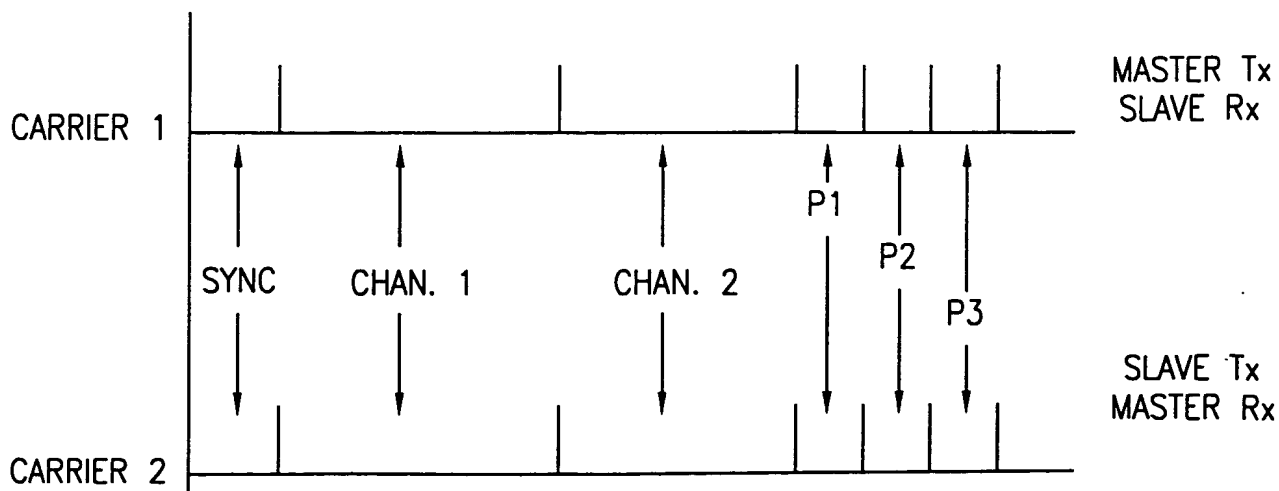 MASTER Tx
SLAVE Rx
CARRIER 1
P1
P2
SYNC
CHAN. 1
CHAN. 2
P3
SLAVE Tx
MASTER Rx
CARRIER 2